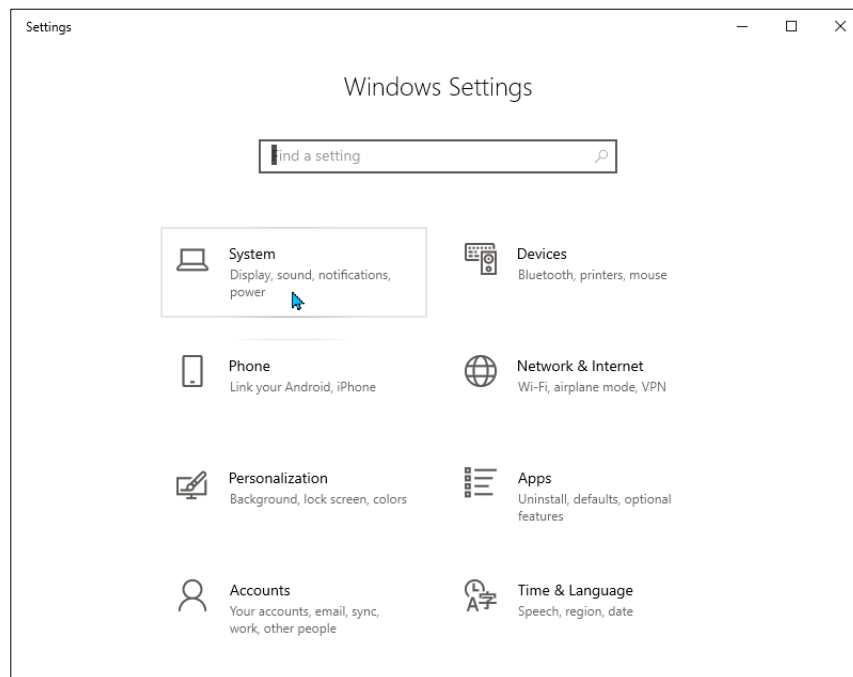 Settings
Windows Settings
Find a setting
System
Display, sound, notifications,
power
Devices
Bluetooth, printers, mouse
Phone
Link your Android, iPhone
Network & Internet
Wi-Fi, airplane mode, VPN
Personalization
Background, lock screen, colors
Apps
Uninstall, defaults, optional
features
Accounts
Your accounts, email, sync,
work, other people
Time & Language
Speech, region, date